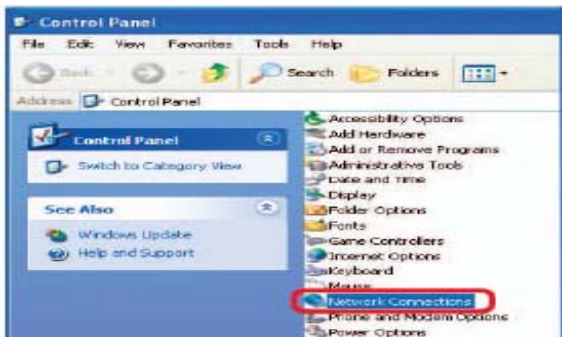 Control Panel
File Edit View Favorites Tools Help
Back Search Folders
Address Control Panel
Control Panel
Switch to Category View
See Also
Windows Update
Help and Support
Accessibility Options
Add Hardware
Add or Remove Programs
Administrative Tools
Date and Time
Display
Folder Options
Fonts
Game Controllers
Internet Options
Keyboard
Mouse
Network Connections
Phone and Modem Options
Power Options